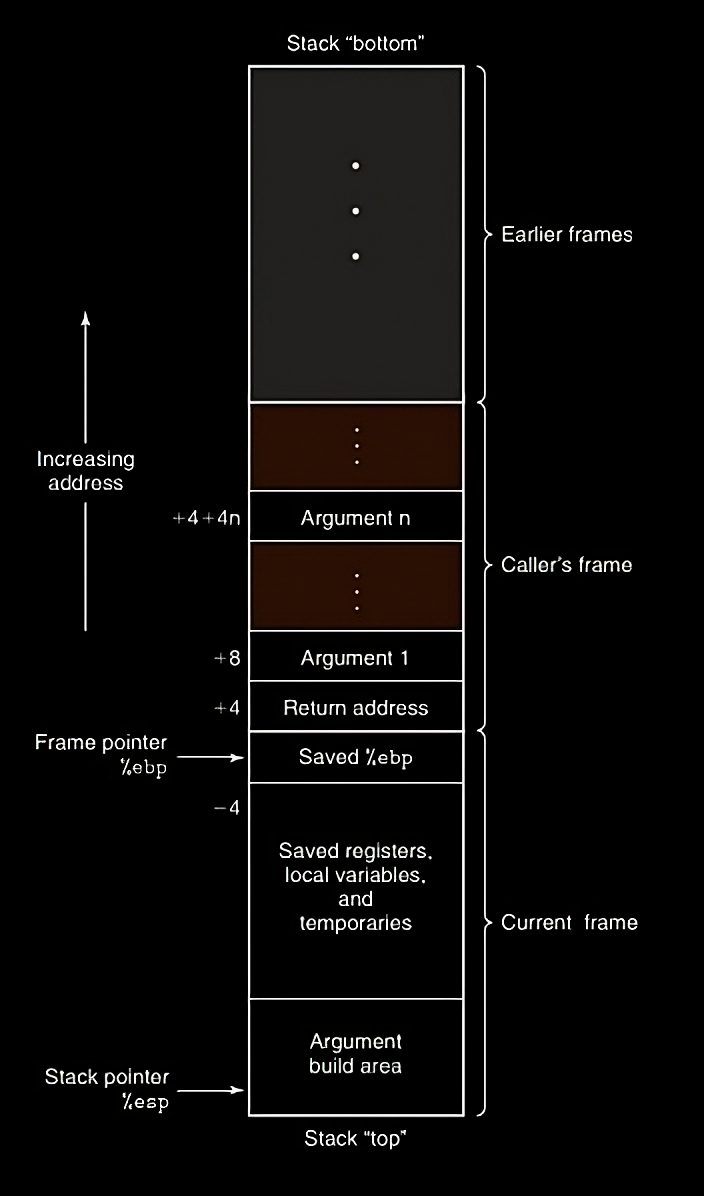 Stack “bottom”
Earlier frames
Increasing
address
+4+4n
Argument n
Caller's frame
+8
Argument 1
+4
Return address
Frame pointer
%ebp
Saved %ebp
−4
Saved registers,
local variables,
and
temporaries
Current frame
Argument
build area
Stack pointer
%esp
Stack “top”